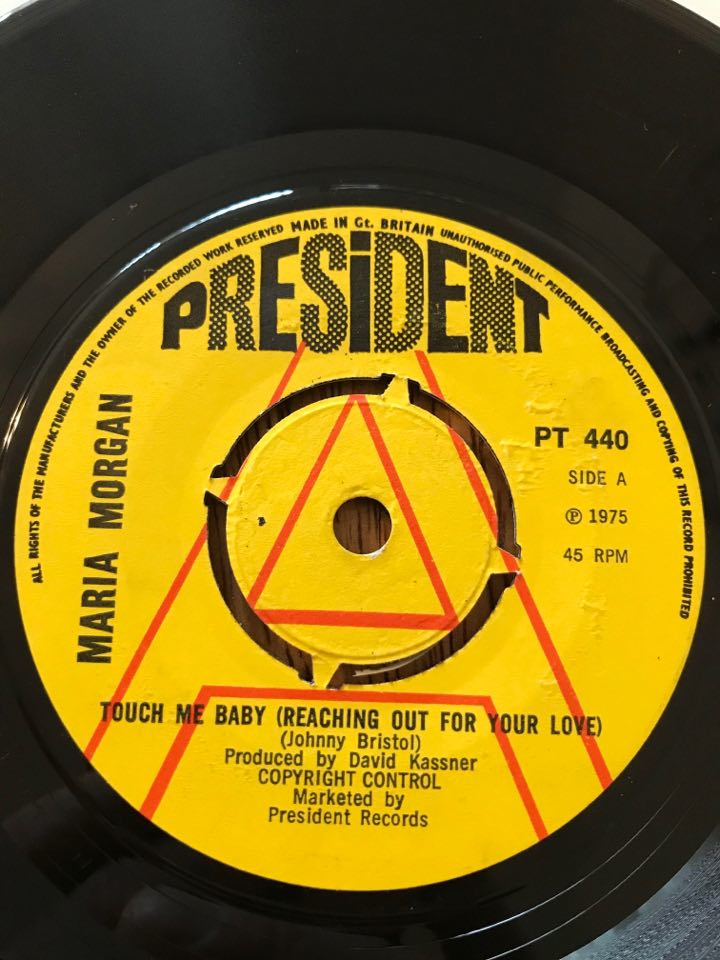 ALL RIGHTS OF THE MANUFACTURERS AND THE OWNER OF THE RECORDED WORK RESERVED MADE IN Gt. BRITAIN UNAUTHORISED PUBLIC PERFORMANCE BROADCASTING AND COPYING OF THIS RECORD PROHIBITED
PRESiDENT
MARIA MORGAN
PT 440
SIDE A
℗ 1975
45 RPM
A
TOUCH ME BABY (REACHING OUT FOR YOUR LOVE)
(Johnny Bristol)
Produced by David Kassner
COPYRIGHT CONTROL
Marketed by
President Records